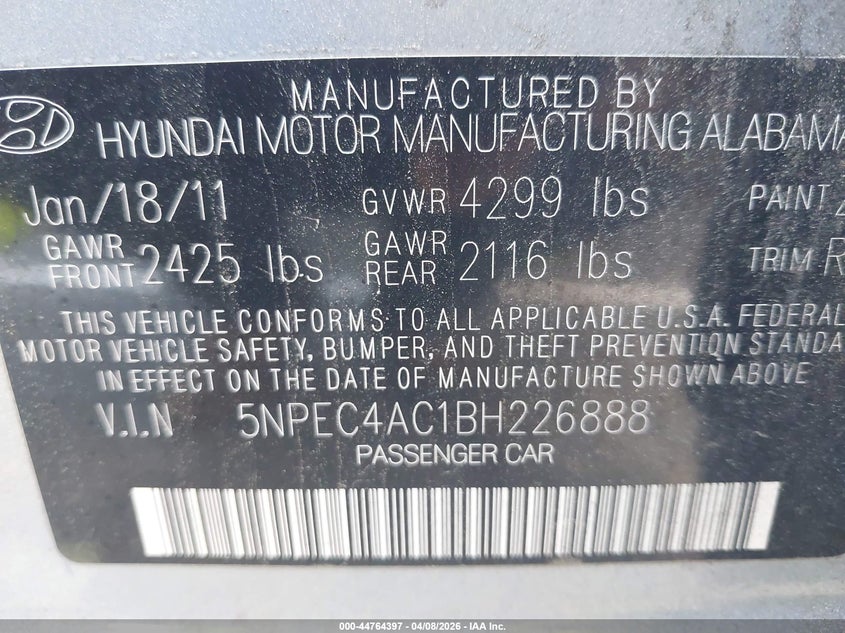 MANUFACTURED BY
HYUNDAI MOTOR MANUFACTURING ALABAMA
Jan/18/11 GVWR 4299 lbs PAINT
GAWR FRONT 2425 lbs GAWR REAR 2116 lbs TRIM
THIS VEHICLE CONFORMS TO ALL APPLICABLE U.S.A. FEDERAL
MOTOR VEHICLE SAFETY, BUMPER, AND THEFT PREVENTION STANDA
IN EFFECT ON THE DATE OF MANUFACTURE SHOWN ABOVE
V.I.N 5NPEC4AC1BH226888
PASSENGER CAR
000-44764397 - 04/08/2026 - IAA Inc.